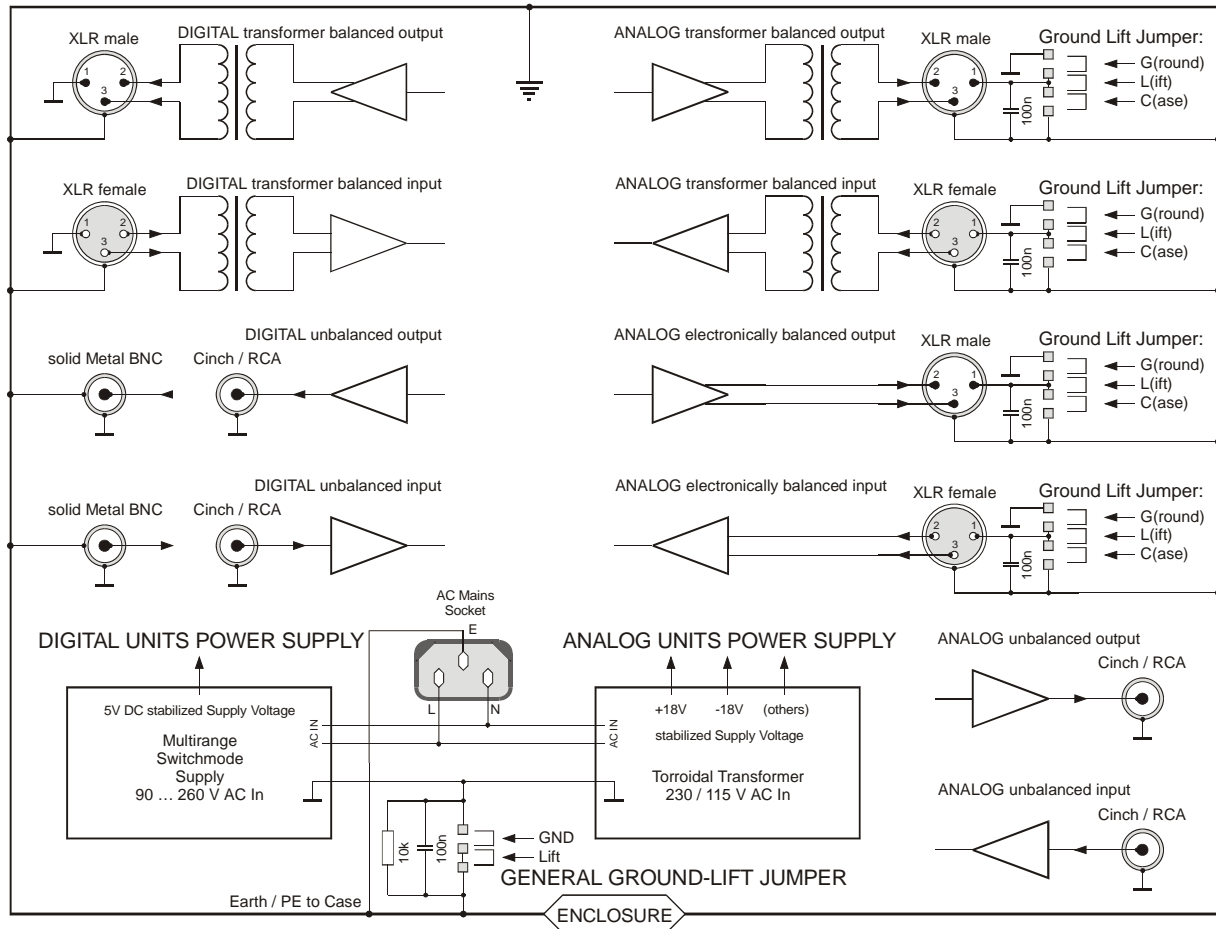 DIGITAL transformer balanced output
XLR male
1
2
3
ANALOG transformer balanced output
XLR male
2
1
3
100n
Ground Lift Jumper:
G(round)
L(ift)
C(ase)
DIGITAL transformer balanced input
XLR female
1
2
3
ANALOG transformer balanced input
XLR female
2
1
3
100n
Ground Lift Jumper:
G(round)
L(ift)
C(ase)
DIGITAL unbalanced output
solid Metal BNC
Cinch / RCA
ANALOG electronically balanced output
XLR male
2
1
3
100n
Ground Lift Jumper:
G(round)
L(ift)
C(ase)
DIGITAL unbalanced input
solid Metal BNC
Cinch / RCA
ANALOG electronically balanced input
XLR female
2
1
3
100n
Ground Lift Jumper:
G(round)
L(ift)
C(ase)
AC Mains
Socket
E
L
N
DIGITAL UNITS POWER SUPPLY
5V DC stabilized Supply Voltage
Multirange
Switchmode
Supply
90 ... 260 V AC In
AC IN
ANALOG UNITS POWER SUPPLY
+18V
-18V
(others)
stabilized Supply Voltage
AC IN
Torroidal Transformer
230 / 115 V AC In
ANALOG unbalanced output
Cinch / RCA
ANALOG unbalanced input
Cinch / RCA
10k
100n
GND
Lift
GENERAL GROUND-LIFT JUMPER
Earth / PE to Case
ENCLOSURE